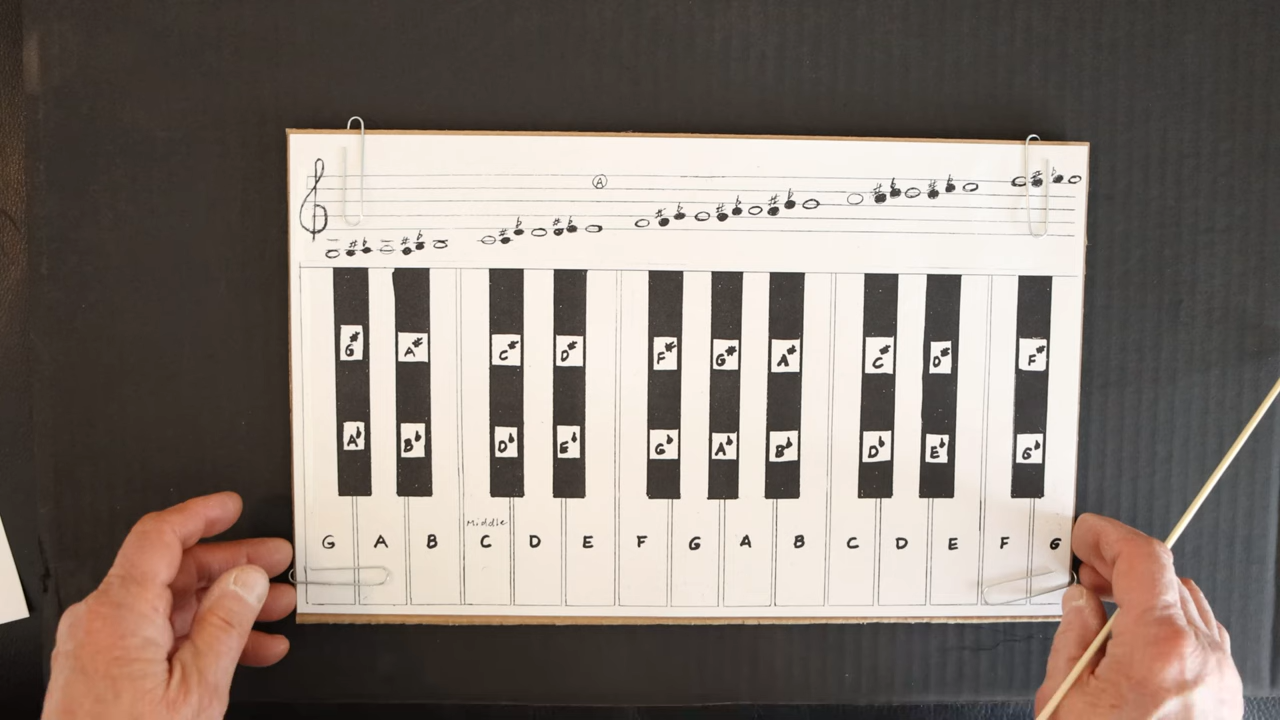 A
G# A# C# D# F# G# A# C# D# F#
A♭ B♭ D♭ E♭ G♭ A♭ B♭ D♭ E♭ G♭
Middle
G A B C D E F G A B C D E F G